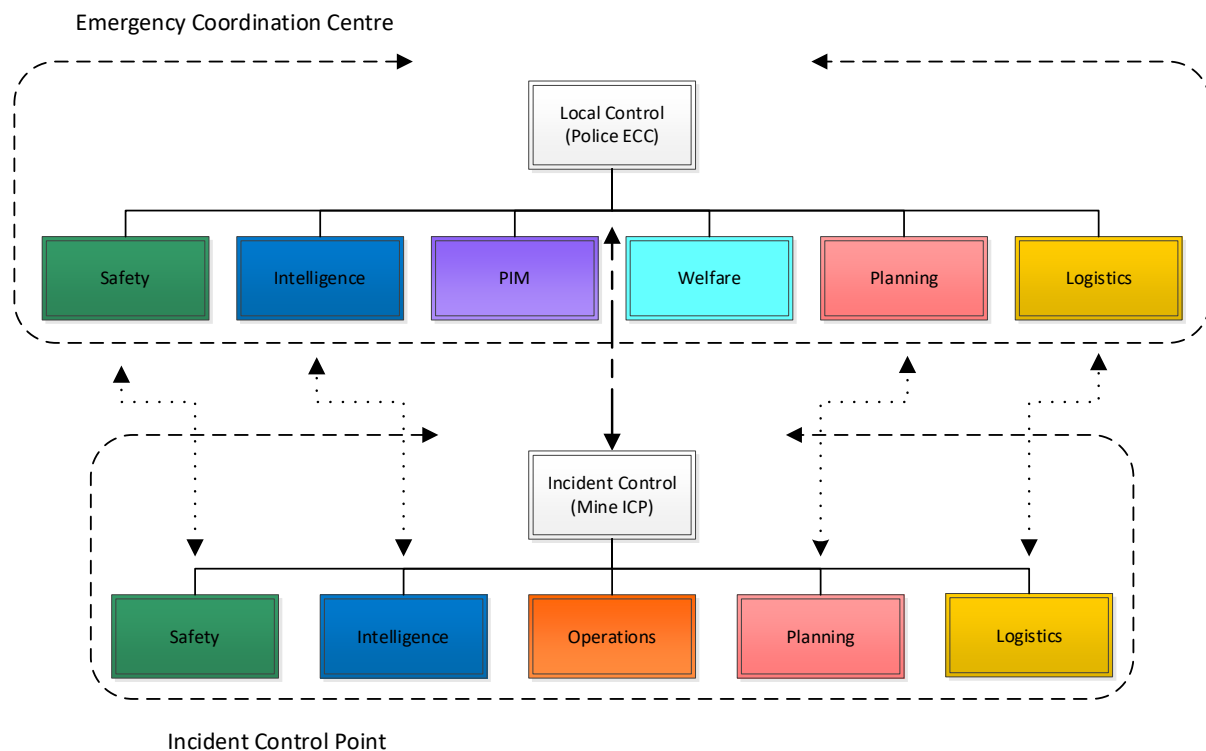 Emergency Coordination Centre
Local Control
(Police ECC)
Safety
Intelligence
PIM
Welfare
Planning
Logistics
Incident Control
(Mine ICP)
Safety
Intelligence
Operations
Planning
Logistics
Incident Control Point